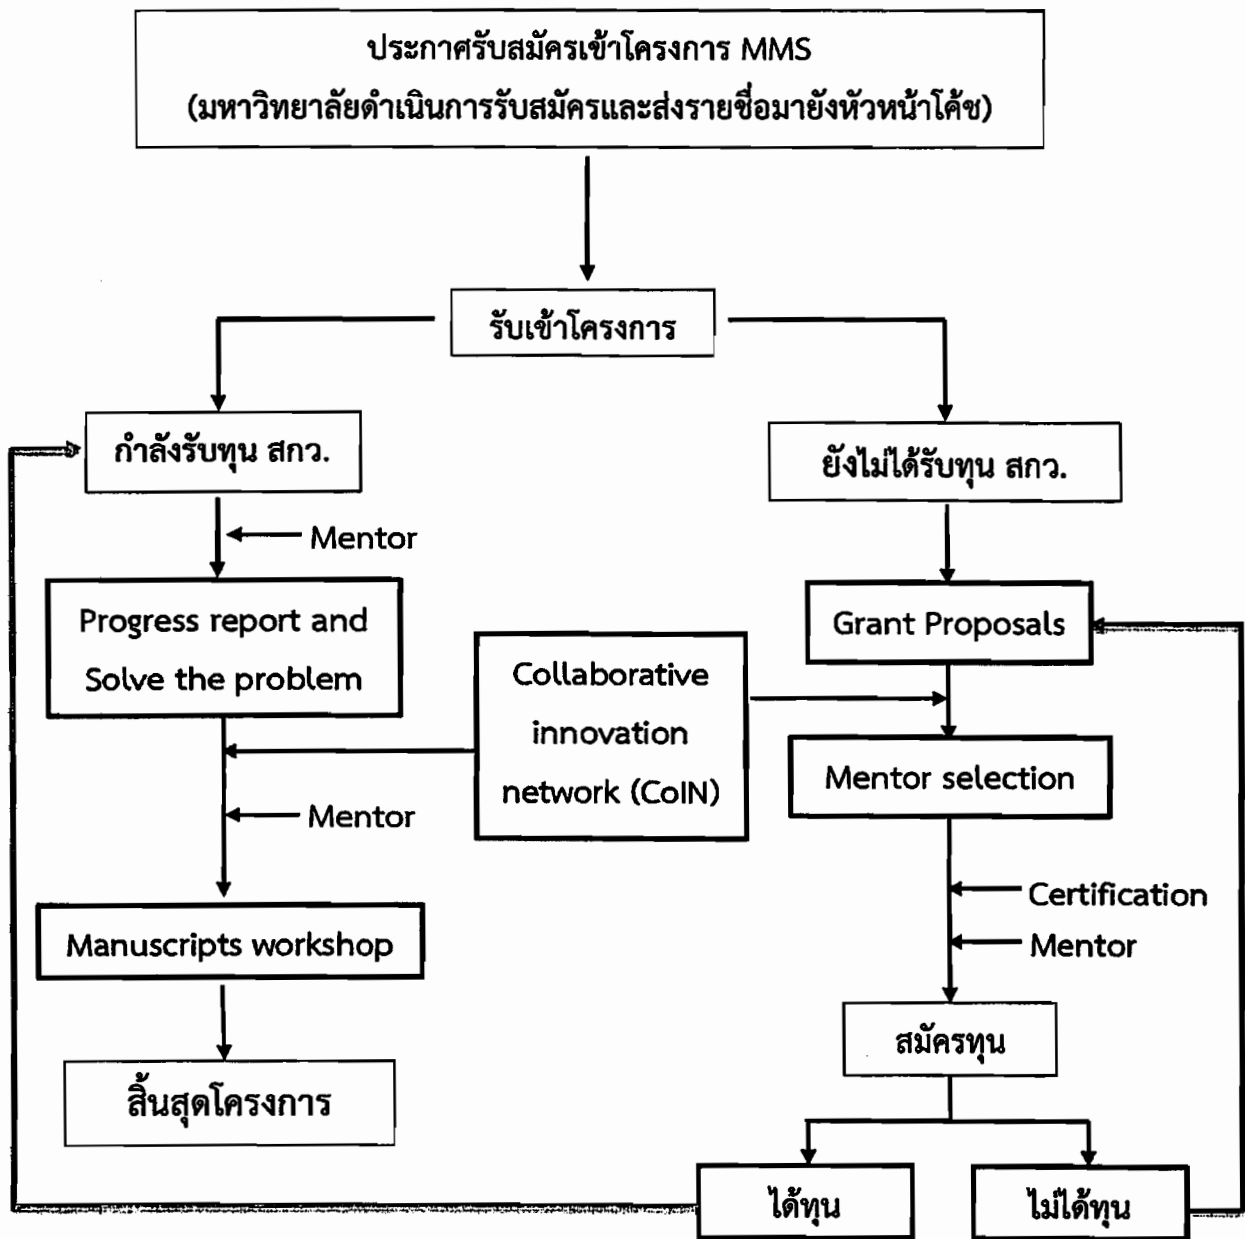 ประกาศรับสมัครเข้าโครงการ MMS
(มหาวิทยาลัยดำเนินการรับสมัครและส่งรายชื่อมายังหัวหน้าโค้ช)
รับเข้าโครงการ
กำลังรับทุน สกว.
ยังไม่ได้รับทุน สกว.
Mentor
Progress report and
Solve the problem
Grant Proposals
Collaborative
innovation
network (CoIN)
Mentor selection
Mentor
Certification
Mentor
Manuscripts workshop
สมัครทุน
สิ้นสุดโครงการ
ได้ทุน
ไม่ได้ทุน